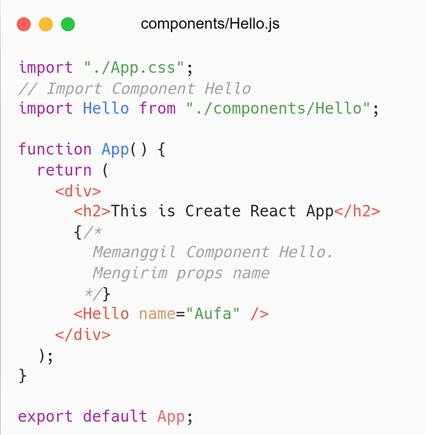 components/Hello.js
import "./App.css";
// Import Component Hello
import Hello from "./components/Hello";
function App() {
return (
<div>
<h2>This is Create React App</h2>
{/*
Memanggil Component Hello.
Mengirim props name
*/}
<Hello name="Aufa" />
</div>
);
}
export default App;